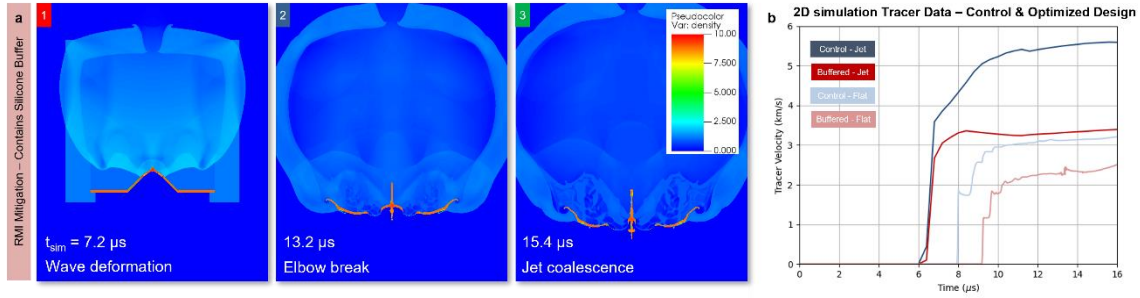 a
RMI Mitigation – Contains Silicone Buffer
1
t_sim = 7.2 µs
Wave deformation
2
13.2 µs
Elbow break
3
Pseudocolor
Var: density
10.00
7.500
5.000
2.500
0.000
15.4 µs
Jet coalescence
b
2D simulation Tracer Data – Control & Optimized Design
Control - Jet
Buffered - Jet
Control - Flat
Buffered - Flat
Tracer Velocity (km/s)
6
5
4
3
2
1
0
0 2 4 6 8 10 12 14 16
Time (µs)